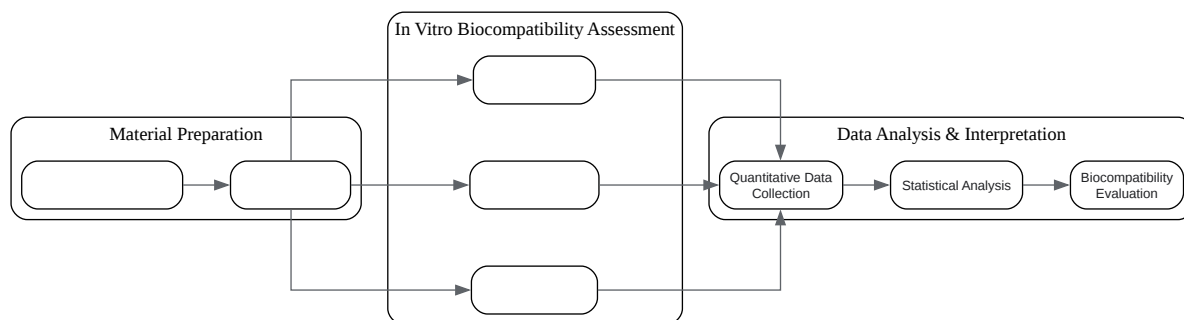 In Vitro Biocompatibility Assessment
Material Preparation
Data Analysis & Interpretation
Quantitative Data
Collection
Statistical Analysis
Biocompatibility
Evaluation